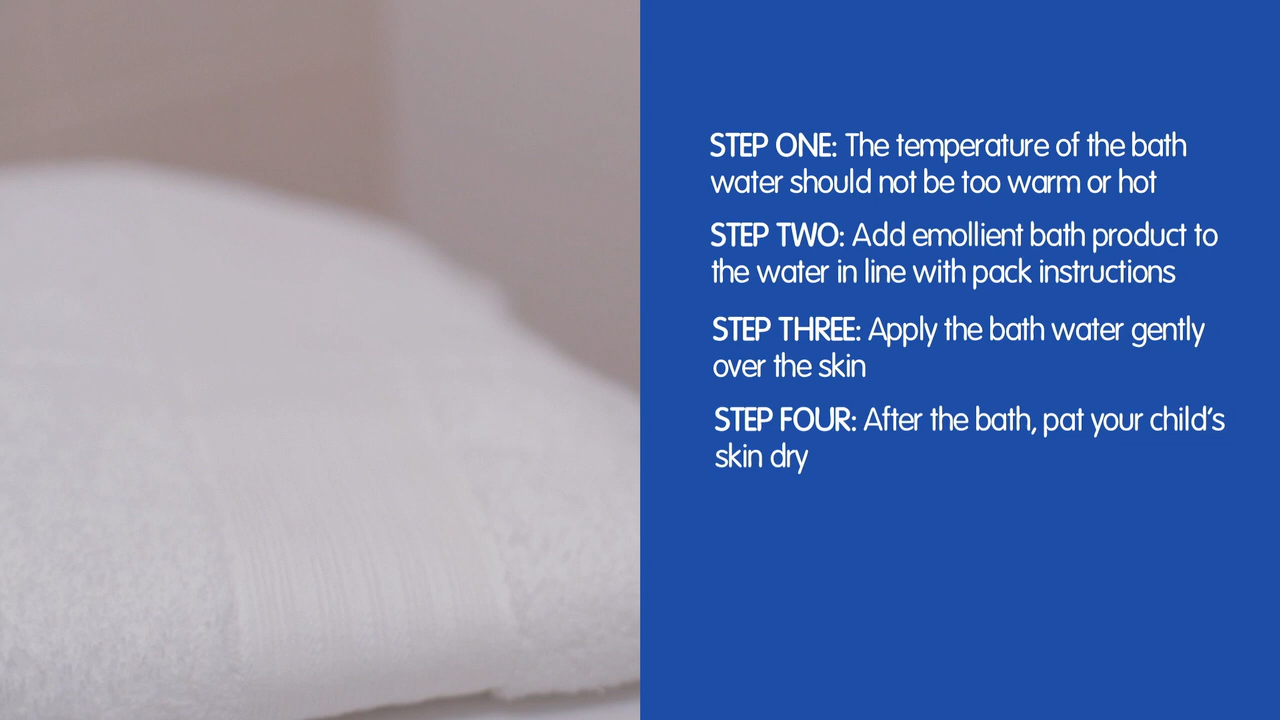 STEP ONE: The temperature of the bath
water should not be too warm or hot
STEP TWO: Add emollient bath product to
the water in line with pack instructions
STEP THREE: Apply the bath water gently
over the skin
STEP FOUR: After the bath, pat your child’s
skin dry